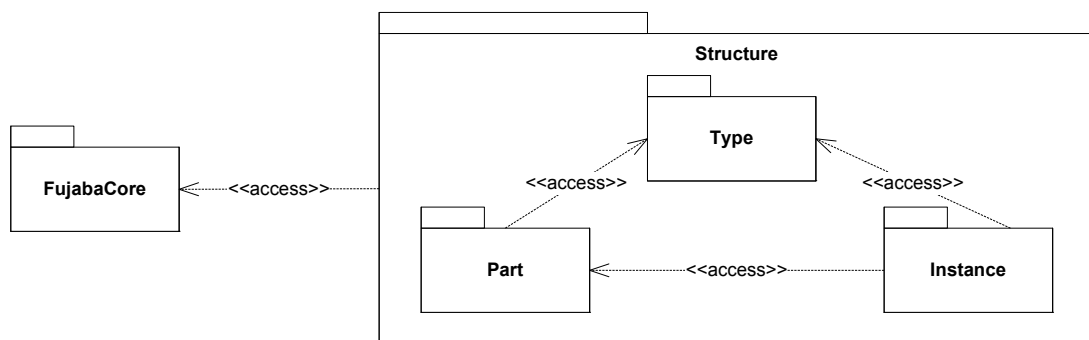 Structure
Type
<<access>>
<<access>>
FujabaCore
<<access>>
Part
<<access>>
Instance